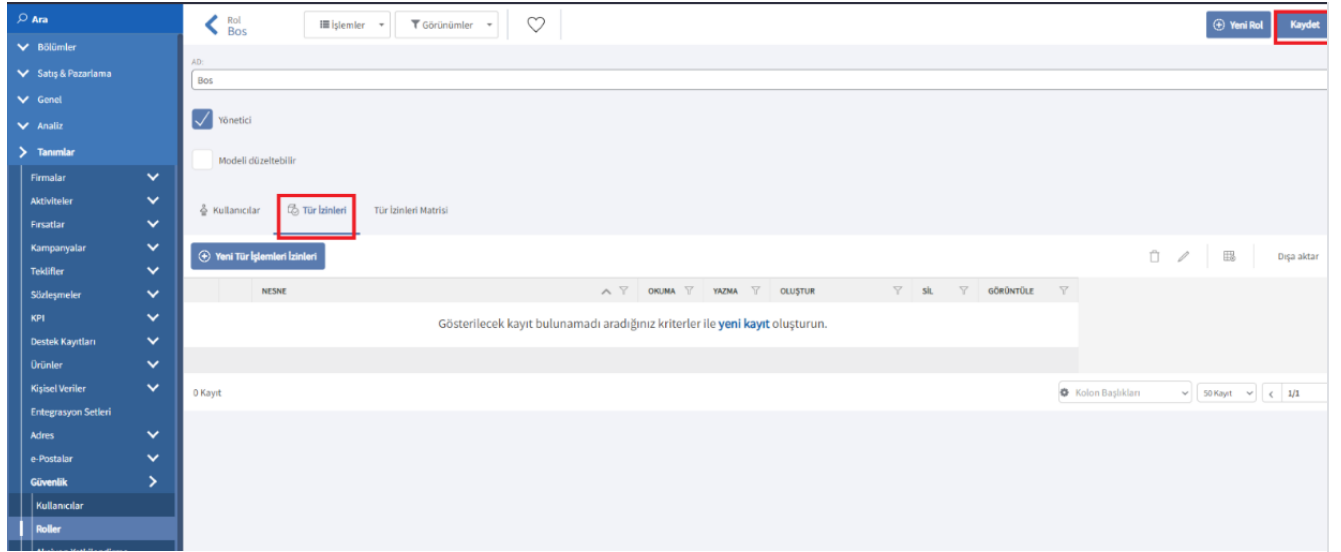 Ara
Bölümler
Satış & Pazarlama
Genel
Analiz
Tanımlar
Firmalar
Aktiviteler
Fırsatlar
Kampanyalar
Teklifler
Sözleşmeler
KPI
Destek Kayıtları
Ürünler
Kişisel Veriler
Entegrasyon Setleri
Adres
e-Postalar
Güvenlik
Kullanıcılar
Roller
Rol
Bos
İşlemler
Görünümler
Yeni Rol
Kaydet
AD:
Bos
Yönetici
Modeli düzeltebilir
Kullanıcılar Tür İzinleri Tür İzinleri Matrisi
Yeni Tür İşlemleri İzinleri
Dışa aktar
NESNE OKUMA YAZMA OLUŞTUR SİL GÖRÜNTÜLE
Gösterilecek kayıt bulunamadı aradığınız kriterler ile yeni kayıt oluşturun.
0 Kayıt Kolon Başlıkları 50 Kayıt 1/1